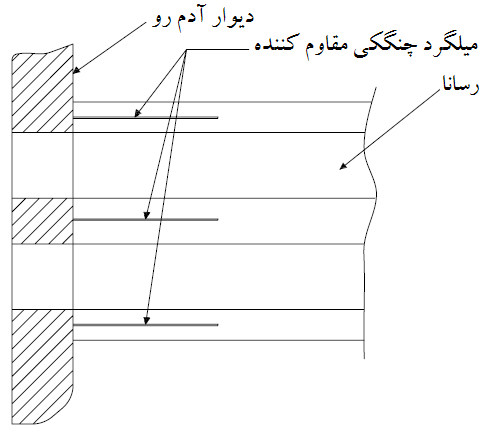 دیوار آدم رو
میلگرد چنگکی مقاوم کننده
رسانا